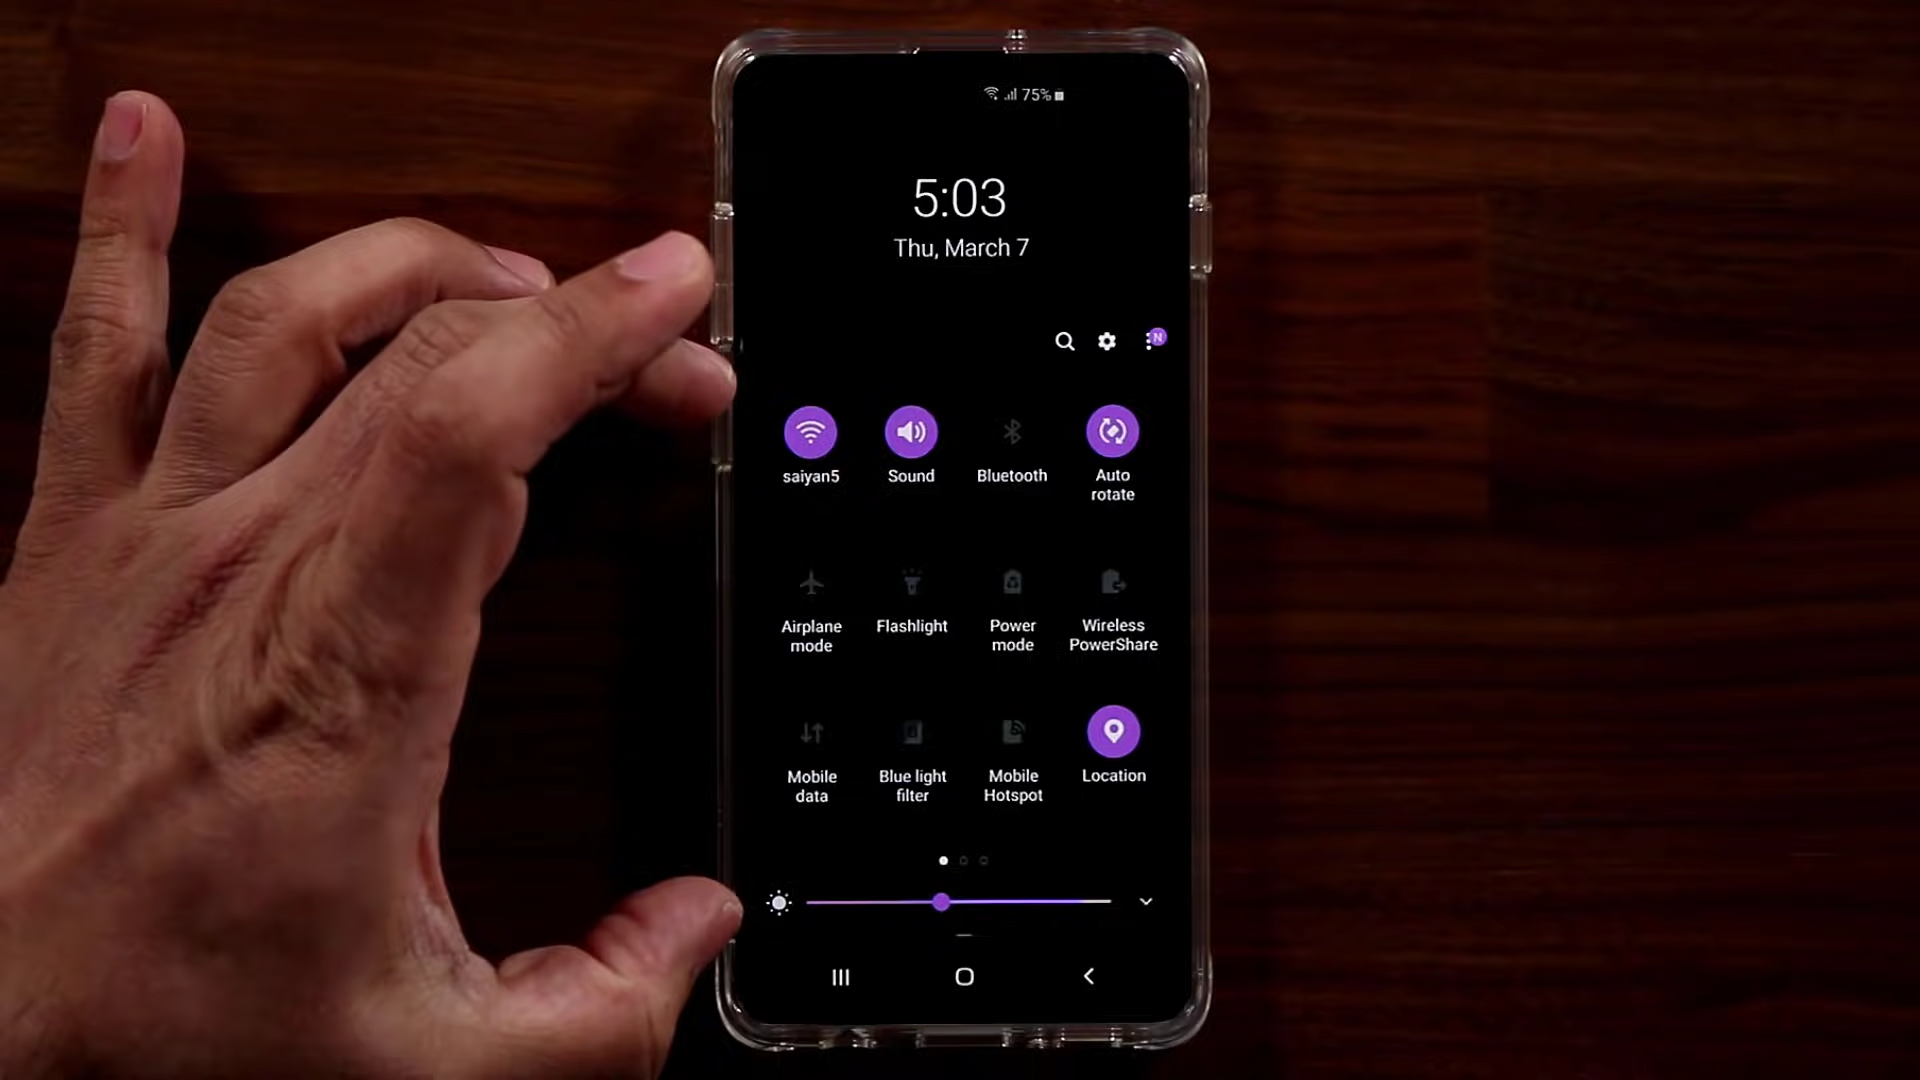 75%
5:03
Thu, March 7
N
saiyan5
Sound
Bluetooth
Auto
rotate
Airplane
mode
Flashlight
Power
mode
Wireless
PowerShare
Mobile
data
Blue light
filter
Mobile
Hotspot
Location